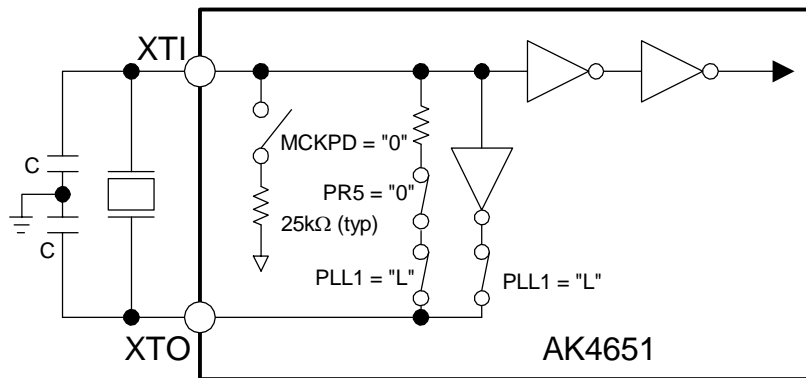 XTI
MCKPD = "0"
C
PR5 = "0"
25kΩ (typ)
C
PLL1 = "L"
PLL1 = "L"
XTO
AK4651